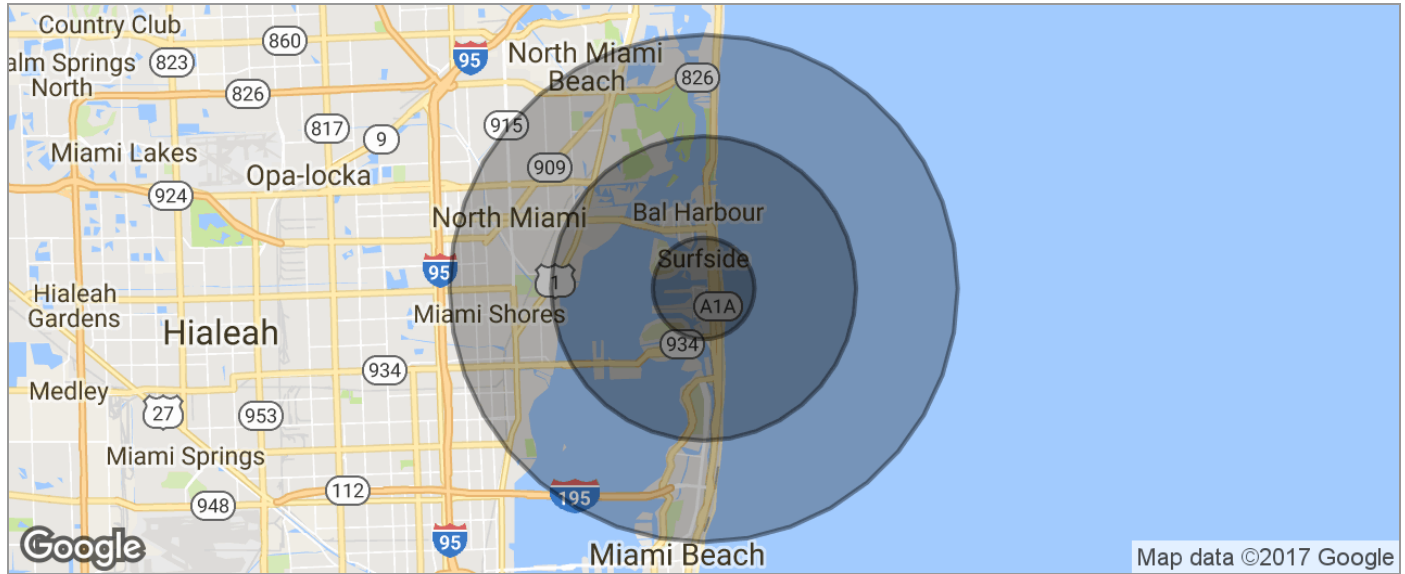 Country Club
860
95
North Miami
Beach
826
alm Springs
North
823
826
817
9
915
909
Miami Lakes
Opa-locka
924
North Miami
Bal Harbour
Surfside
95
1
A1A
Hialeah
Gardens
Miami Shores
Hialeah
934
934
Medley
27
953
Miami Springs
112
195
948
95
Google
Miami Beach
Map data ©2017 Google